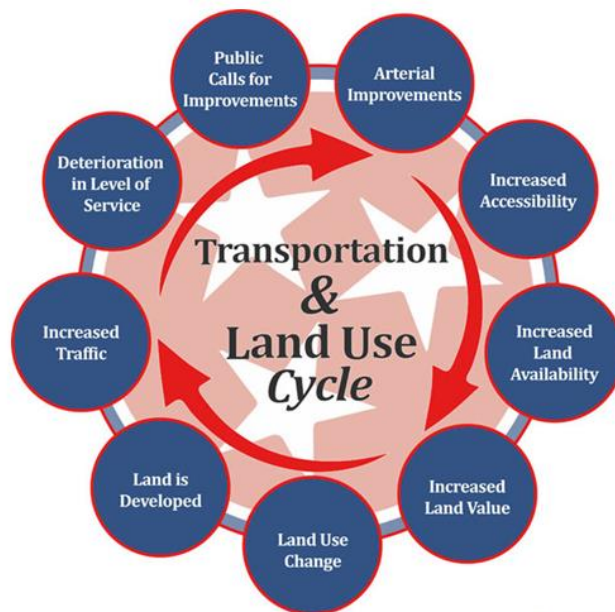 Transportation
&
Land Use
Cycle
Arterial
Improvements
Increased
Accessibility
Increased
Land
Availability
Increased
Land Value
Land Use
Change
Land is
Developed
Increased
Traffic
Deterioration
in Level of
Service
Public
Calls for
Improvements